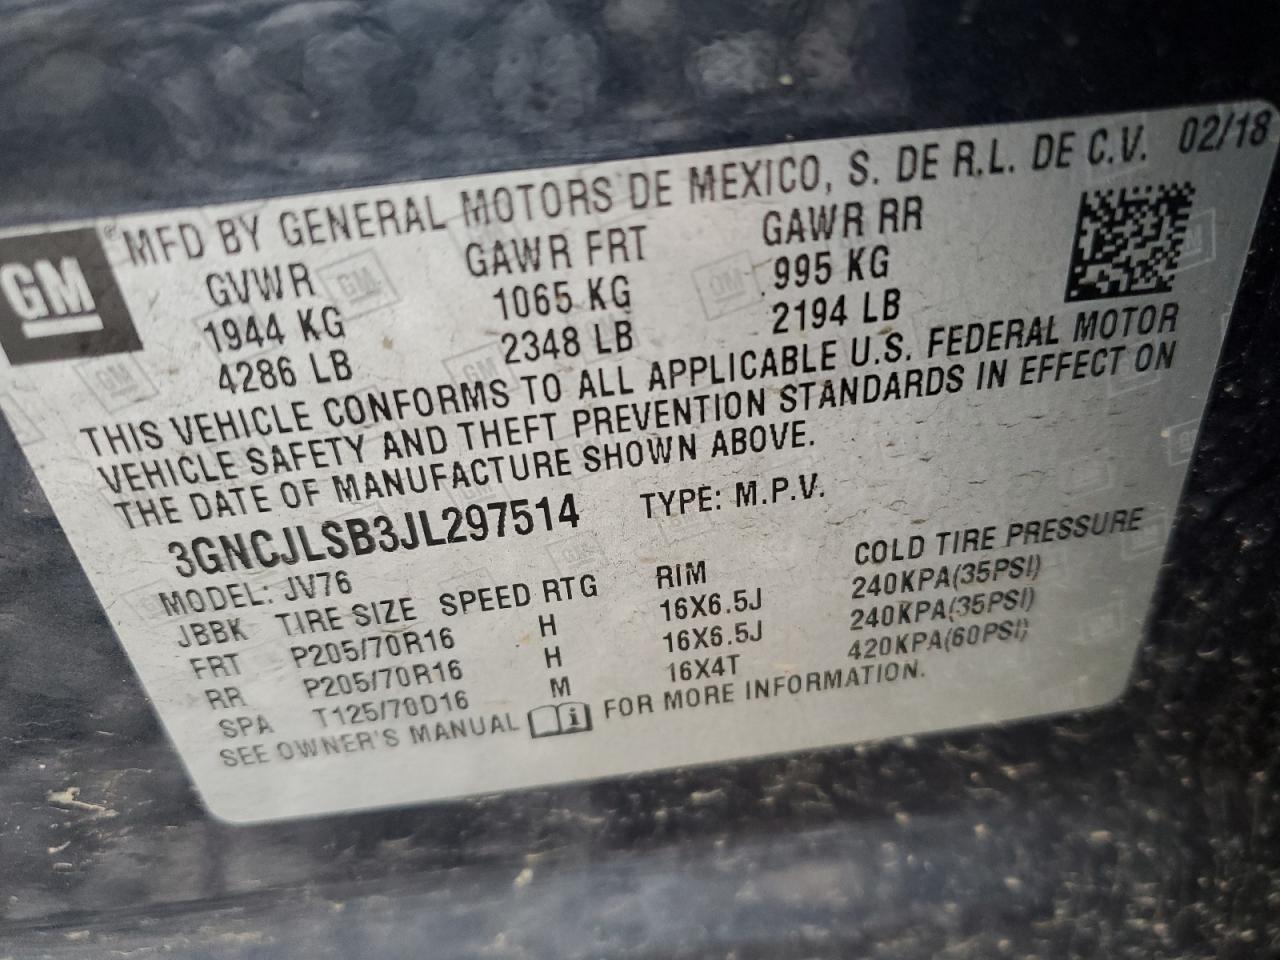 GM
® MFD BY GENERAL MOTORS DE MEXICO, S. DE R.L. DE C.V. 02/18
GVWR GAWR FRT GAWR RR
1944 KG 1065 KG 995 KG
4286 LB 2348 LB 2194 LB
THIS VEHICLE CONFORMS TO ALL APPLICABLE U.S. FEDERAL MOTOR
VEHICLE SAFETY AND THEFT PREVENTION STANDARDS IN EFFECT ON
THE DATE OF MANUFACTURE SHOWN ABOVE.
3GNCJLSB3JL297514 TYPE: M.P.V.
MODEL: JV76
JBBK TIRE SIZE SPEED RTG RIM COLD TIRE PRESSURE
FRT P205/70R16 H 16X6.5J 240KPA(35PSI)
RR P205/70R16 H 16X6.5J 240KPA(35PSI)
SPA T125/70D16 M 16X4T 420KPA(60PSI)
SEE OWNER'S MANUAL i FOR MORE INFORMATION.